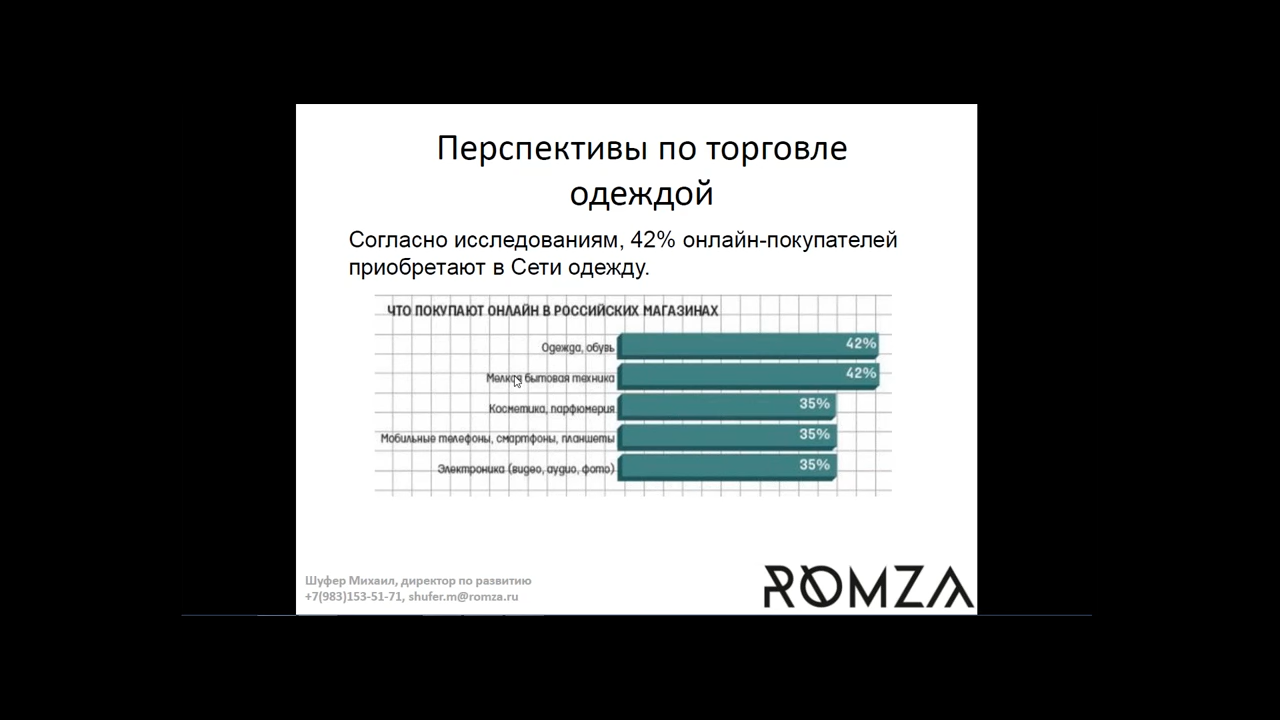 Перспективы по торговле
одеждой
Согласно исследованиям, 42% онлайн-покупателей
приобретают в Сети одежду.
ЧТО ПОКУПАЮТ ОНЛАЙН В РОССИЙСКИХ МАГАЗИНАХ
Одежда, обувь 42%
Мелкая бытовая техника 42%
Косметика, парфюмерия 35%
Мобильные телефоны, смартфоны, планшеты 35%
Электроника (видео, аудио, фото) 35%
Шуфер Михаил, директор по развитию
+7(983)153-51-71, shufer.m@romza.ru
ROMZA